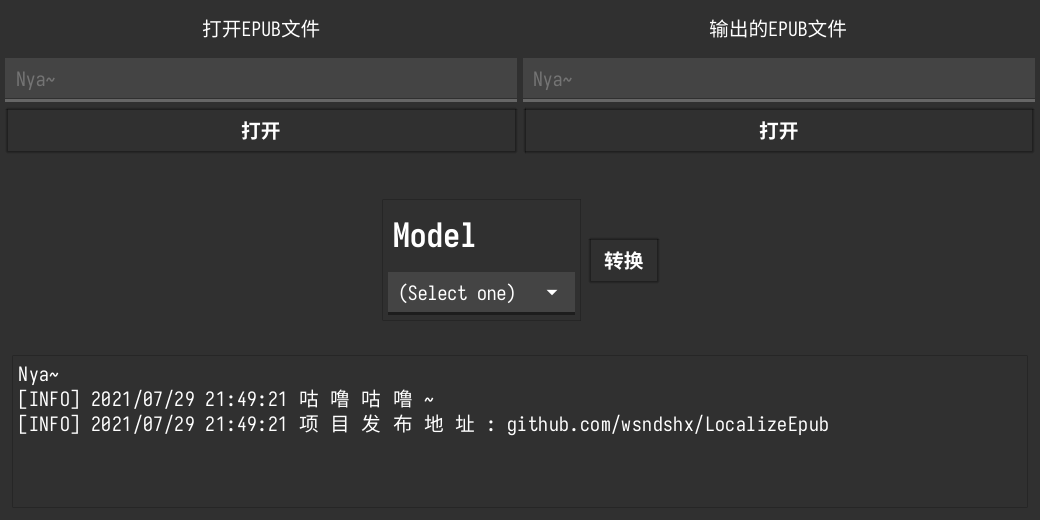 打开EPUB文件
输出的EPUB文件
Nya~
Nya~
打开
打开
Model
(Select one)
转换
Nya~
[INFO] 2021/07/29 21:49:21 咕 噜 咕 噜 ~
[INFO] 2021/07/29 21:49:21 项 目 发 布 地 址 : github.com/wsndshx/LocalizeEpub